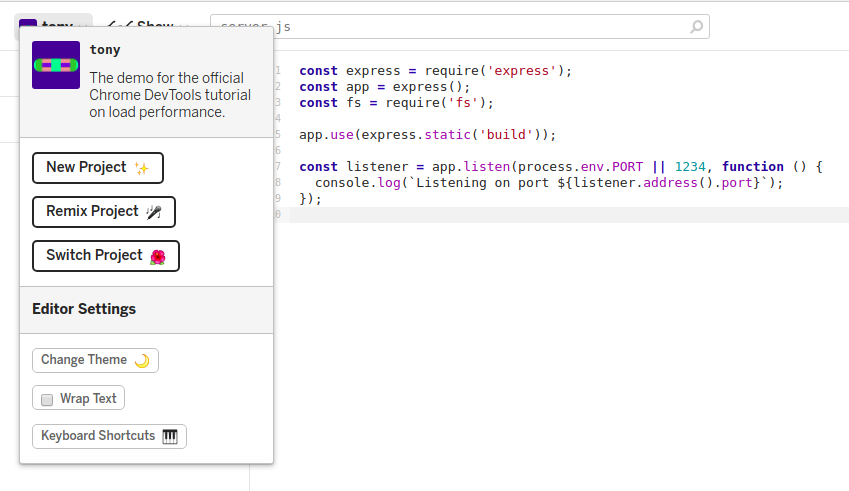 tony Show
server.js
tony
The demo for the official
Chrome DevTools tutorial
on load performance.
New Project
Remix Project
Switch Project
Editor Settings
Change Theme
Wrap Text
Keyboard Shortcuts
1 const express = require('express');
2 const app = express();
3 const fs = require('fs');
4
5 app.use(express.static('build'));
6
7 const listener = app.listen(process.env.PORT || 1234, function () {
8   console.log(`Listening on port ${listener.address().port}`);
9 });
0